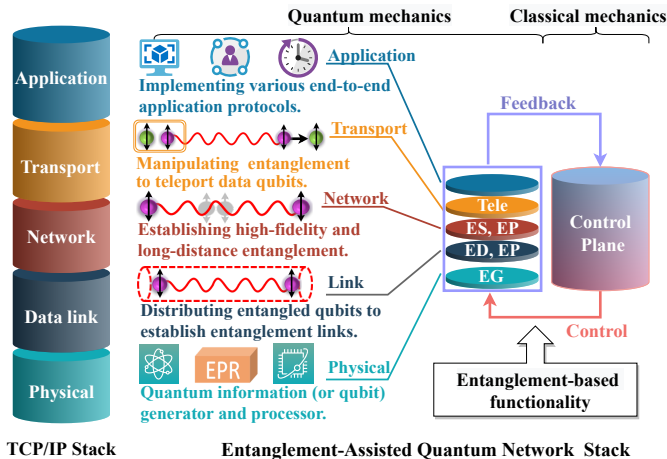 Quantum mechanics
Classical mechanics
Application
Transport
Network
Data link
Physical
TCP/IP Stack
Application
Implementing various end-to-end
application protocols.
Transport
Manipulating entanglement
to teleport data qubits.
Network
Establishing high-fidelity and
long-distance entanglement.
Link
Distributing entangled qubits to
establish entanglement links.
EPR
Physical
Quantum information (or qubit)
generator and processor.
Feedback
Tele
ES, EP
ED, EP
EG
Control
Plane
Control
Entanglement-based
functionality
Entanglement-Assisted Quantum Network Stack